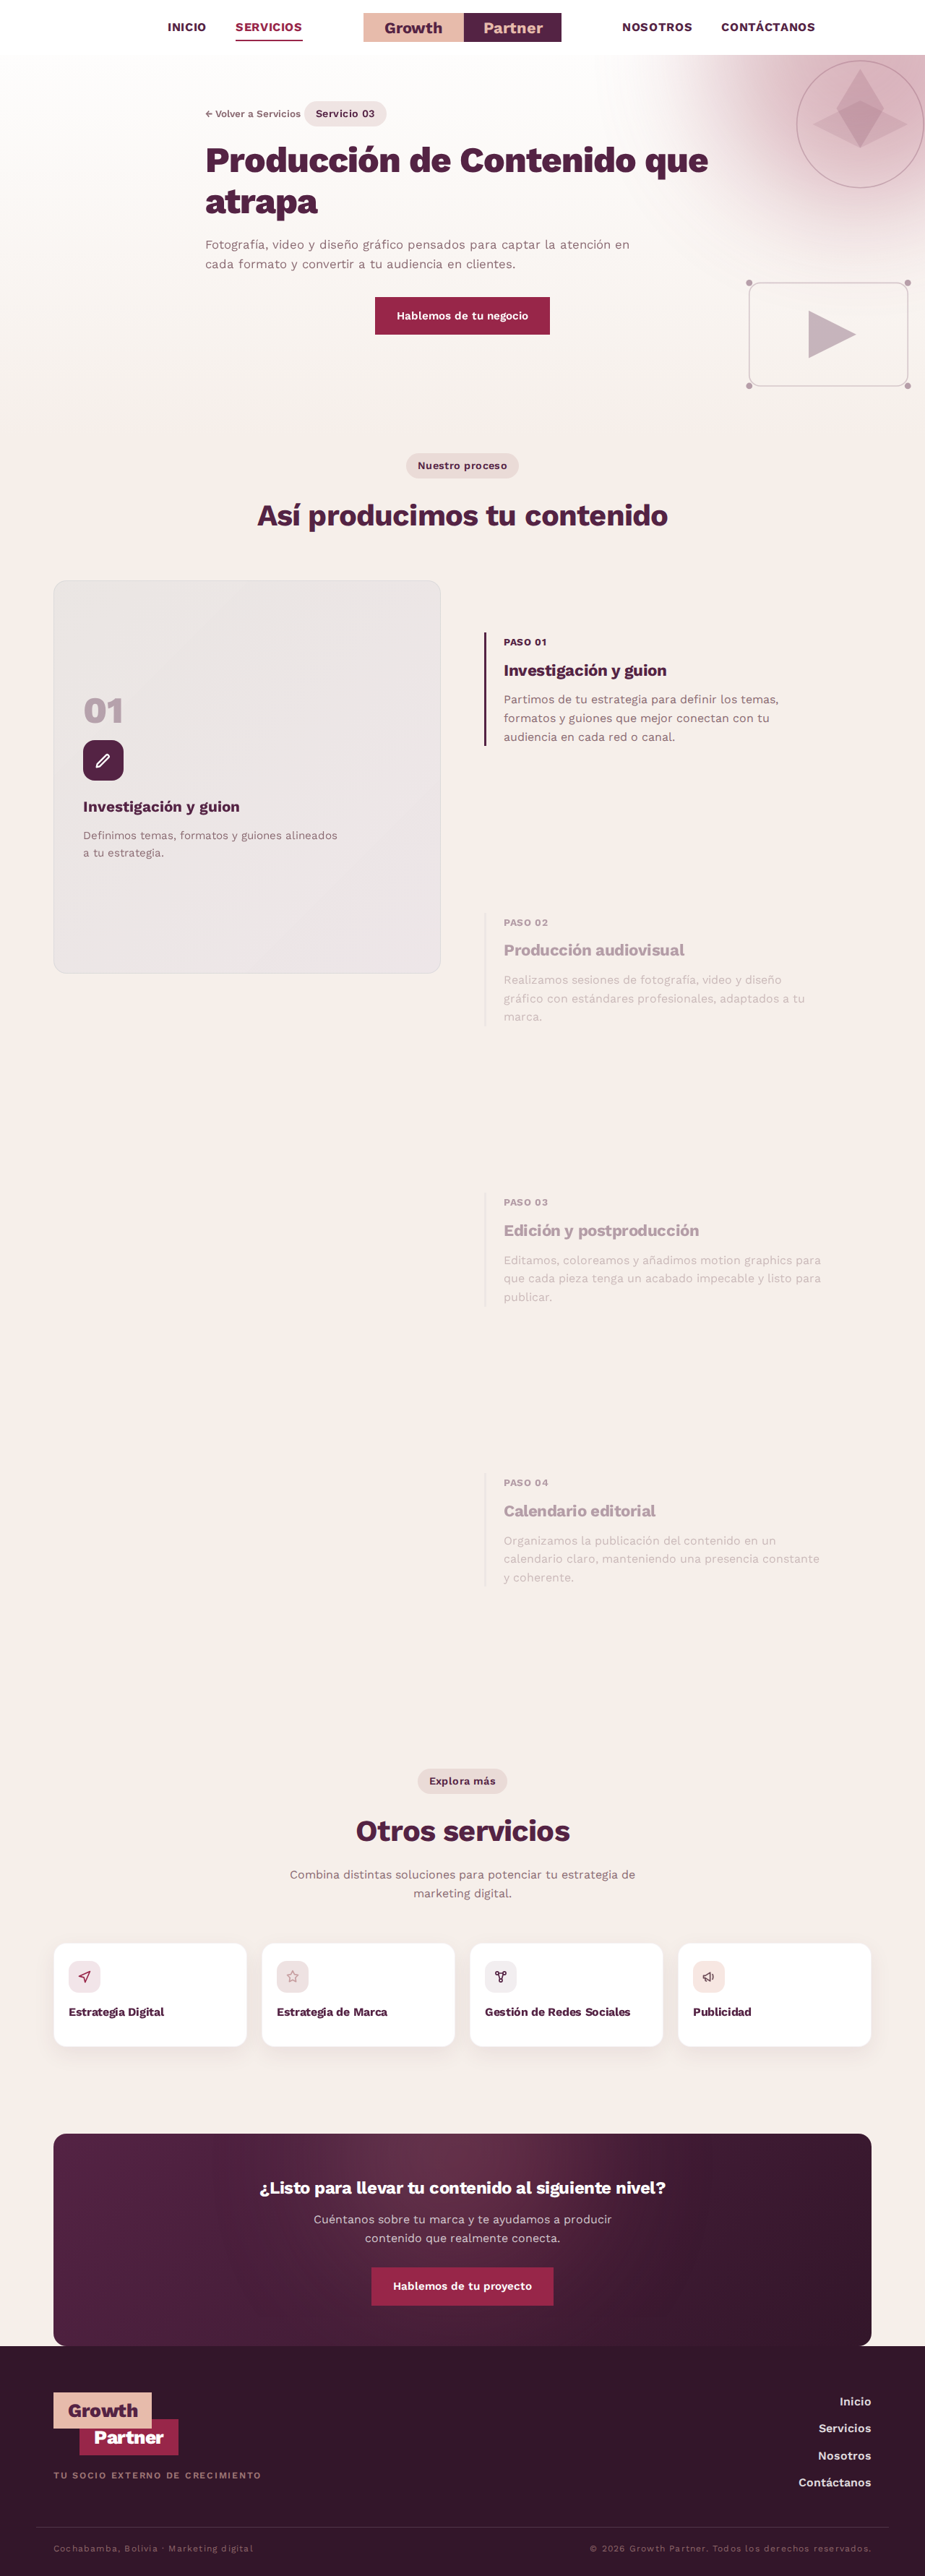 INICIO
SERVICIOS
Growth Partner
NOSOTROS
CONTÁCTANOS
← Volver a Servicios
Servicio 03
Producción de Contenido que
atrapa
Fotografía, video y diseño gráfico pensados para captar la atención en
cada formato y convertir a tu audiencia en clientes.
Hablemos de tu negocio
Nuestro proceso
Así producimos tu contenido
01
Investigación y guion
Definimos temas, formatos y guiones alineados
a tu estrategia.
PASO 01
Investigación y guion
Partimos de tu estrategia para definir los temas,
formatos y guiones que mejor conectan con tu
audiencia en cada red o canal.
PASO 02
Producción audiovisual
Realizamos sesiones de fotografía, video y diseño
gráfico con estándares profesionales, adaptados a tu
marca.
PASO 03
Edición y postproducción
Editamos, coloreamos y añadimos motion graphics para
que cada pieza tenga un acabado impecable y listo para
publicar.
PASO 04
Calendario editorial
Organizamos la publicación del contenido en un
calendario claro, manteniendo una presencia constante
y coherente.
Explora más
Otros servicios
Combina distintas soluciones para potenciar tu estrategia de
marketing digital.
Estrategia Digital
Estrategia de Marca
Gestión de Redes Sociales
Publicidad
¿Listo para llevar tu contenido al siguiente nivel?
Cuéntanos sobre tu marca y te ayudamos a producir
contenido que realmente conecta.
Hablemos de tu proyecto
Growth
Partner
TU SOCIO EXTERNO DE CRECIMIENTO
Inicio
Servicios
Nosotros
Contáctanos
Cochabamba, Bolivia · Marketing digital
© 2026 Growth Partner. Todos los derechos reservados.